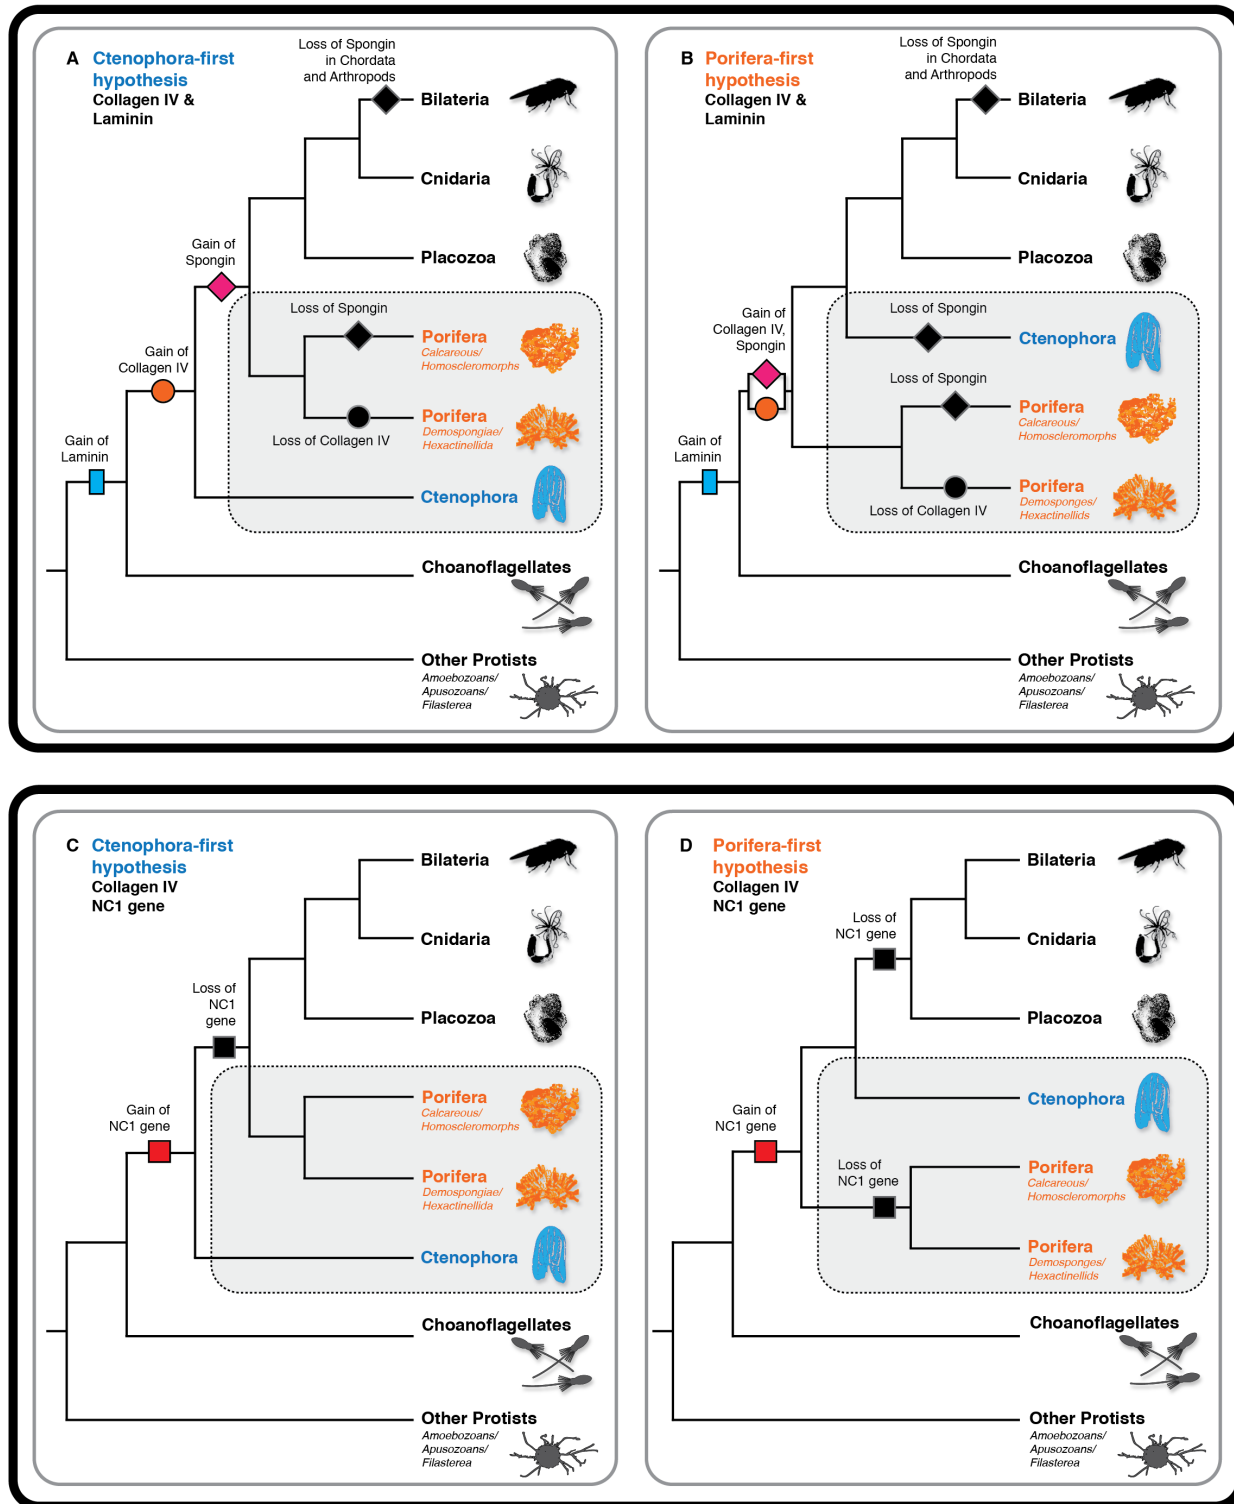 A Ctenophora-first
hypothesis
Collagen IV &
Laminin
Loss of Spongin
in Chordata
and Arthropods
Bilateria
Cnidaria
Placozoa
Gain of
Spongin
Loss of Spongin
Porifera
Calcareous/
Homoscleromorphs
Gain of
Collagen IV
Porifera
Demospongiae/
Hexactinellida
Loss of Collagen IV
Gain of
Laminin
Ctenophora
Choanoflagellates
Other Protists
Amoebozoans/
Apusozoans/
Filasterea
B Porifera-first
hypothesis
Collagen IV &
Laminin
Loss of Spongin
in Chordata
and Arthropods
Bilateria
Cnidaria
Placozoa
Gain of
Collagen IV,
Spongin
Loss of Spongin
Ctenophora
Loss of Spongin
Porifera
Calcareous/
Homoscleromorphs
Gain of
Laminin
Porifera
Demosponges/
Hexactinellids
Loss of Collagen IV
Choanoflagellates
Other Protists
Amoebozoans/
Apusozoans/
Filasterea
C Ctenophora-first
hypothesis
Collagen IV
NC1 gene
Bilateria
Cnidaria
Loss of
NC1
gene
Placozoa
Porifera
Calcareous/
Homoscleromorphs
Gain of
NC1 gene
Porifera
Demospongiae/
Hexactinellida
Ctenophora
Choanoflagellates
Other Protists
Amoebozoans/
Apusozoans/
Filasterea
D Porifera-first
hypothesis
Collagen IV
NC1 gene
Bilateria
Loss of
NC1 gene
Cnidaria
Placozoa
Ctenophora
Gain of
NC1 gene
Loss of
NC1 gene
Porifera
Calcareous/
Homoscleromorphs
Porifera
Demosponges/
Hexactinellids
Choanoflagellates
Other Protists
Amoebozoans/
Apusozoans/
Filasterea